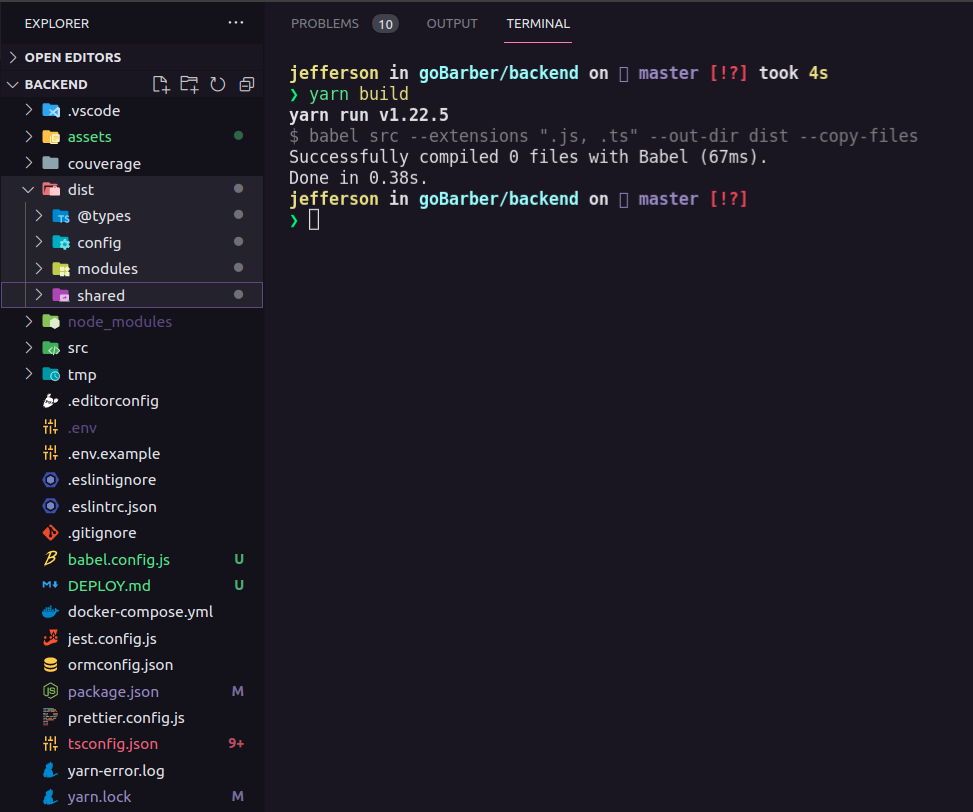 EXPLORER
OPEN EDITORS
BACKEND
.vscode
assets
couverage
dist
@types
config
modules
shared
node_modules
src
tmp
.editorconfig
.env
.env.example
.eslintignore
.eslintrc.json
.gitignore
babel.config.js U
DEPLOY.md U
docker-compose.yml
jest.config.js
ormconfig.json
package.json M
prettier.config.js
tsconfig.json 9+
yarn-error.log
yarn.lock M
PROBLEMS 10 OUTPUT TERMINAL
jefferson in goBarber/backend on master [!?] took 4s
❯ yarn build
yarn run v1.22.5
$ babel src --extensions ".js, .ts" --out-dir dist --copy-files
Successfully compiled 0 files with Babel (67ms).
Done in 0.38s.
jefferson in goBarber/backend on master [!?]
❯